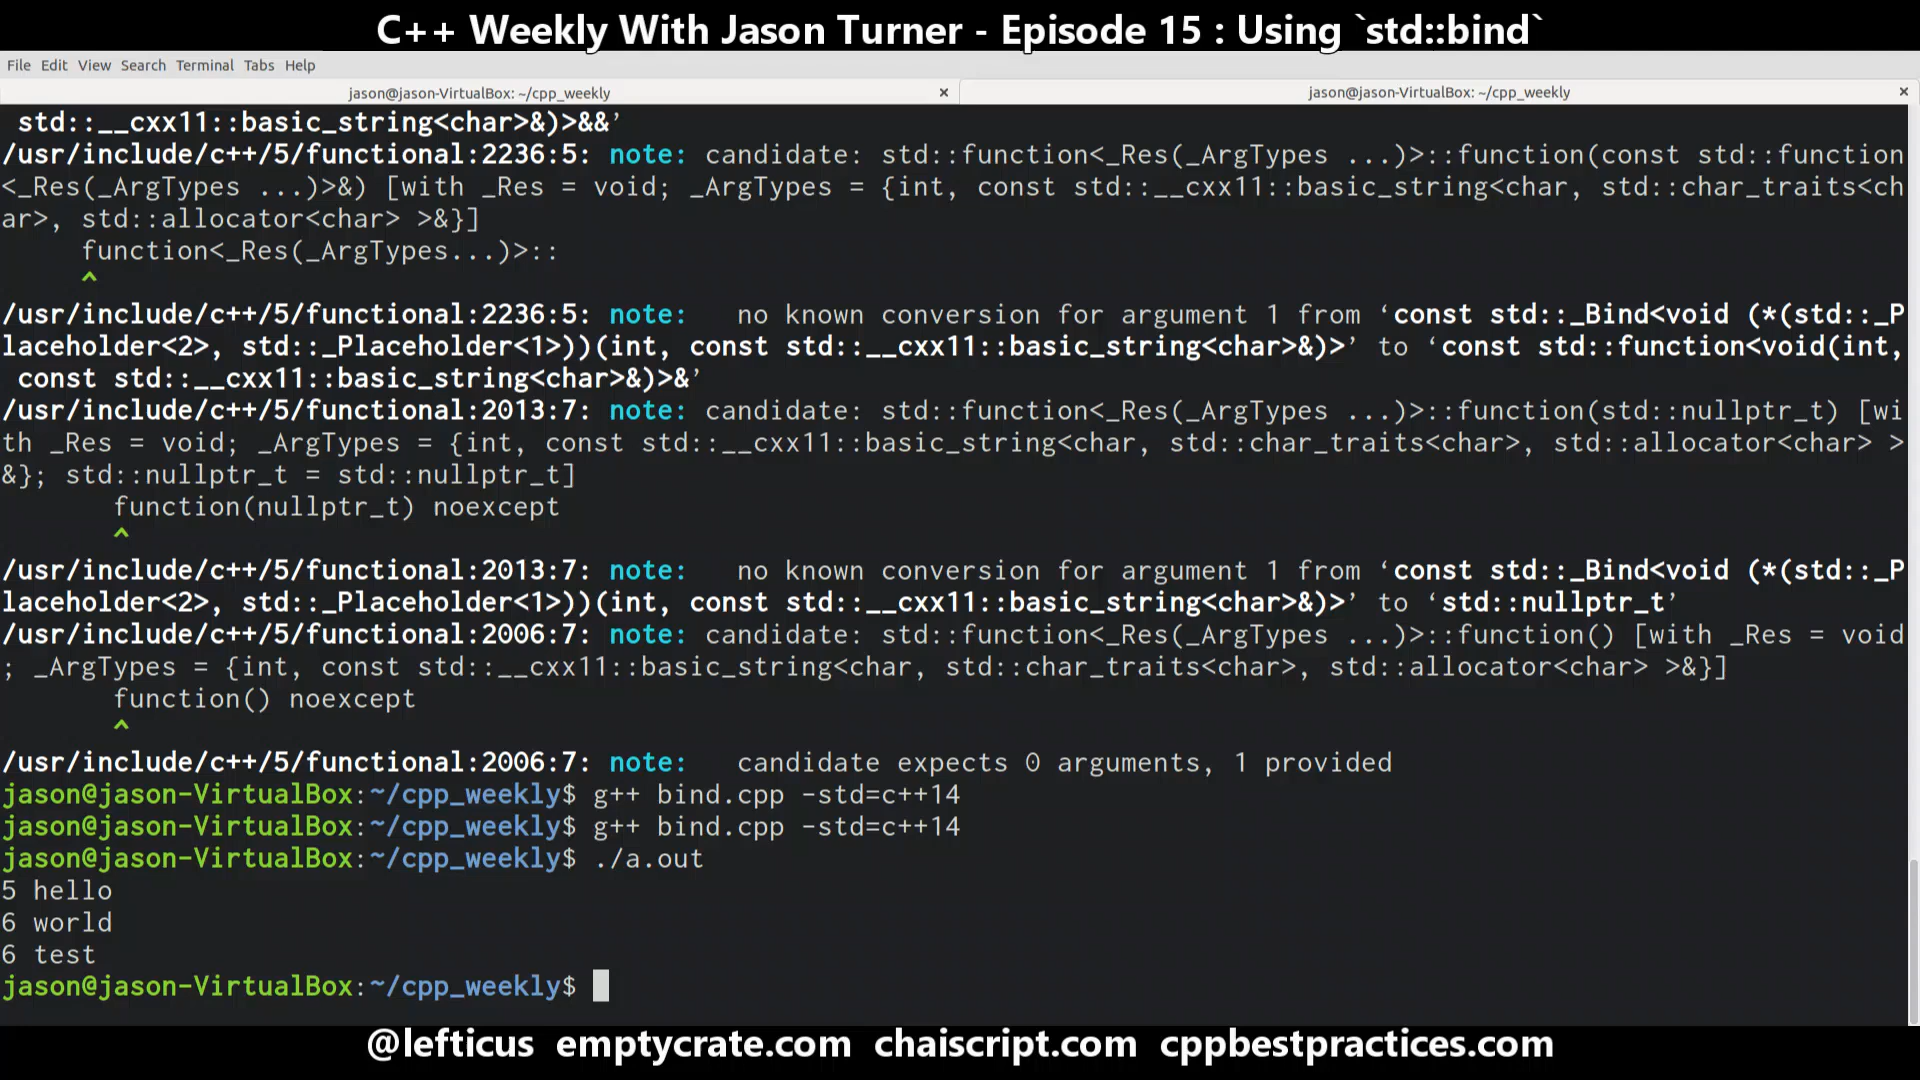 C++ Weekly With Jason Turner - Episode 15 : Using `std::bind`
File Edit View Search Terminal Tabs Help
jason@jason-VirtualBox: ~/cpp_weekly × jason@jason-VirtualBox: ~/cpp_weekly ×
 std::__cxx11::basic_string<char>&)>&&’
/usr/include/c++/5/functional:2236:5: note: candidate: std::function<_Res(_ArgTypes ...)>::function(const std::function
<_Res(_ArgTypes ...)>&) [with _Res = void; _ArgTypes = {int, const std::__cxx11::basic_string<char, std::char_traits<ch
ar>, std::allocator<char> >&}]
     function<_Res(_ArgTypes...)>::
     ^
/usr/include/c++/5/functional:2236:5: note:   no known conversion for argument 1 from ‘const std::_Bind<void (*(std::_P
laceholder<2>, std::_Placeholder<1>))(int, const std::__cxx11::basic_string<char>&)>’ to ‘const std::function<void(int,
 const std::__cxx11::basic_string<char>&)>&’
/usr/include/c++/5/functional:2013:7: note: candidate: std::function<_Res(_ArgTypes ...)>::function(std::nullptr_t) [wi
th _Res = void; _ArgTypes = {int, const std::__cxx11::basic_string<char, std::char_traits<char>, std::allocator<char> >
&}; std::nullptr_t = std::nullptr_t]
       function(nullptr_t) noexcept
       ^
/usr/include/c++/5/functional:2013:7: note:   no known conversion for argument 1 from ‘const std::_Bind<void (*(std::_P
laceholder<2>, std::_Placeholder<1>))(int, const std::__cxx11::basic_string<char>&)>’ to ‘std::nullptr_t’
/usr/include/c++/5/functional:2006:7: note: candidate: std::function<_Res(_ArgTypes ...)>::function() [with _Res = void
; _ArgTypes = {int, const std::__cxx11::basic_string<char, std::char_traits<char>, std::allocator<char> >&}]
       function() noexcept
       ^
/usr/include/c++/5/functional:2006:7: note:   candidate expects 0 arguments, 1 provided
jason@jason-VirtualBox:~/cpp_weekly$ g++ bind.cpp -std=c++14
jason@jason-VirtualBox:~/cpp_weekly$ g++ bind.cpp -std=c++14
jason@jason-VirtualBox:~/cpp_weekly$ ./a.out
5 hello
6 world
6 test
jason@jason-VirtualBox:~/cpp_weekly$
@lefticus emptycrate.com chaiscript.com cppbestpractices.com